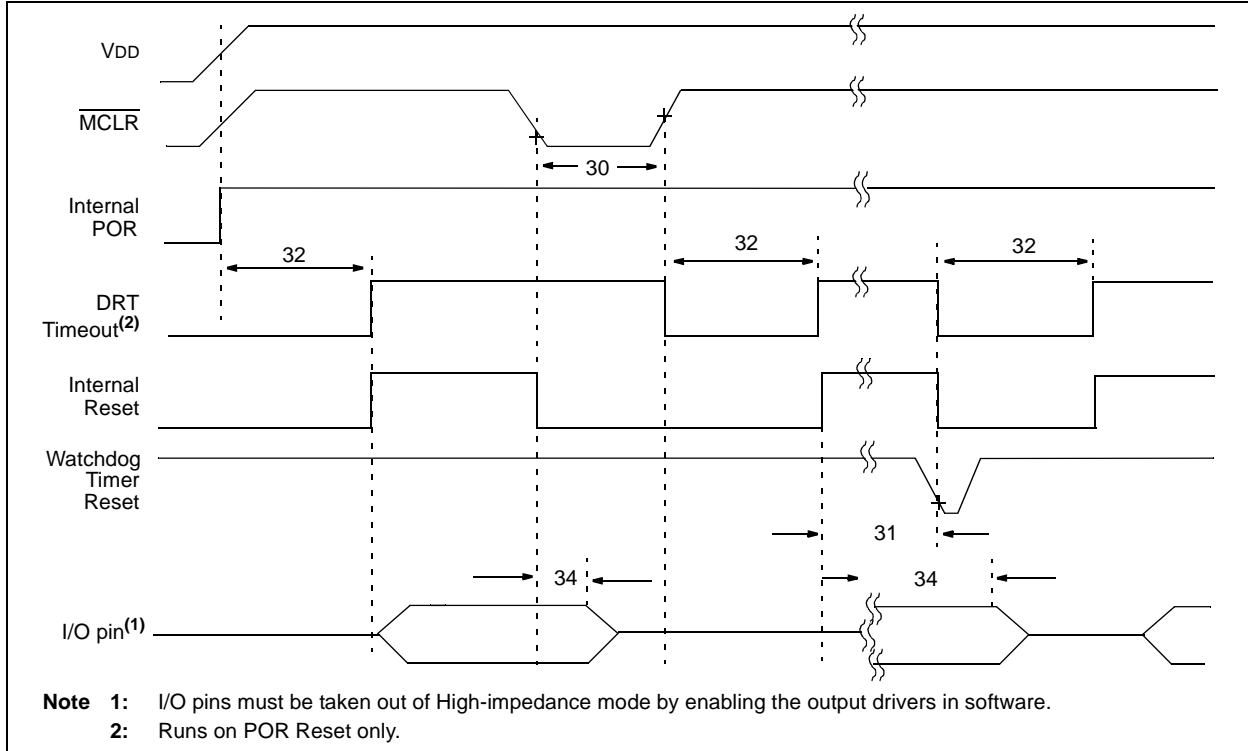 VDD
MCLR
30
Internal
POR
32
32
32
DRT
Timeout(2)
Internal
Reset
Watchdog
Timer
Reset
31
34
34
I/O pin(1)
Note 1: I/O pins must be taken out of High-impedance mode by enabling the output drivers in software.
2: Runs on POR Reset only.